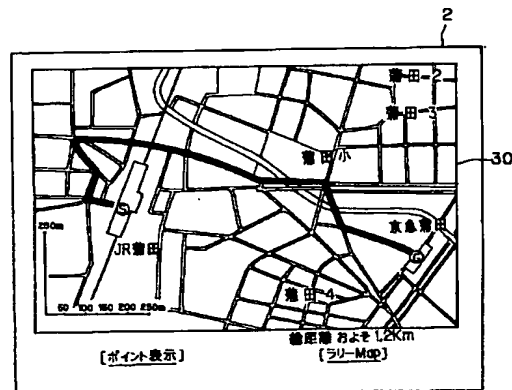 2
蒲田-2
蒲田-3
蒲田小
30
京急蒲田
G
S
250m
JR蒲田
蒲田-4
50 100 150 200 250m
総距離 およそ 1.2Km
[ポイント表示]
[ラリーMap]